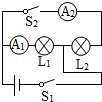 S₂ A₂
A₁ L₁ L₂
S₁